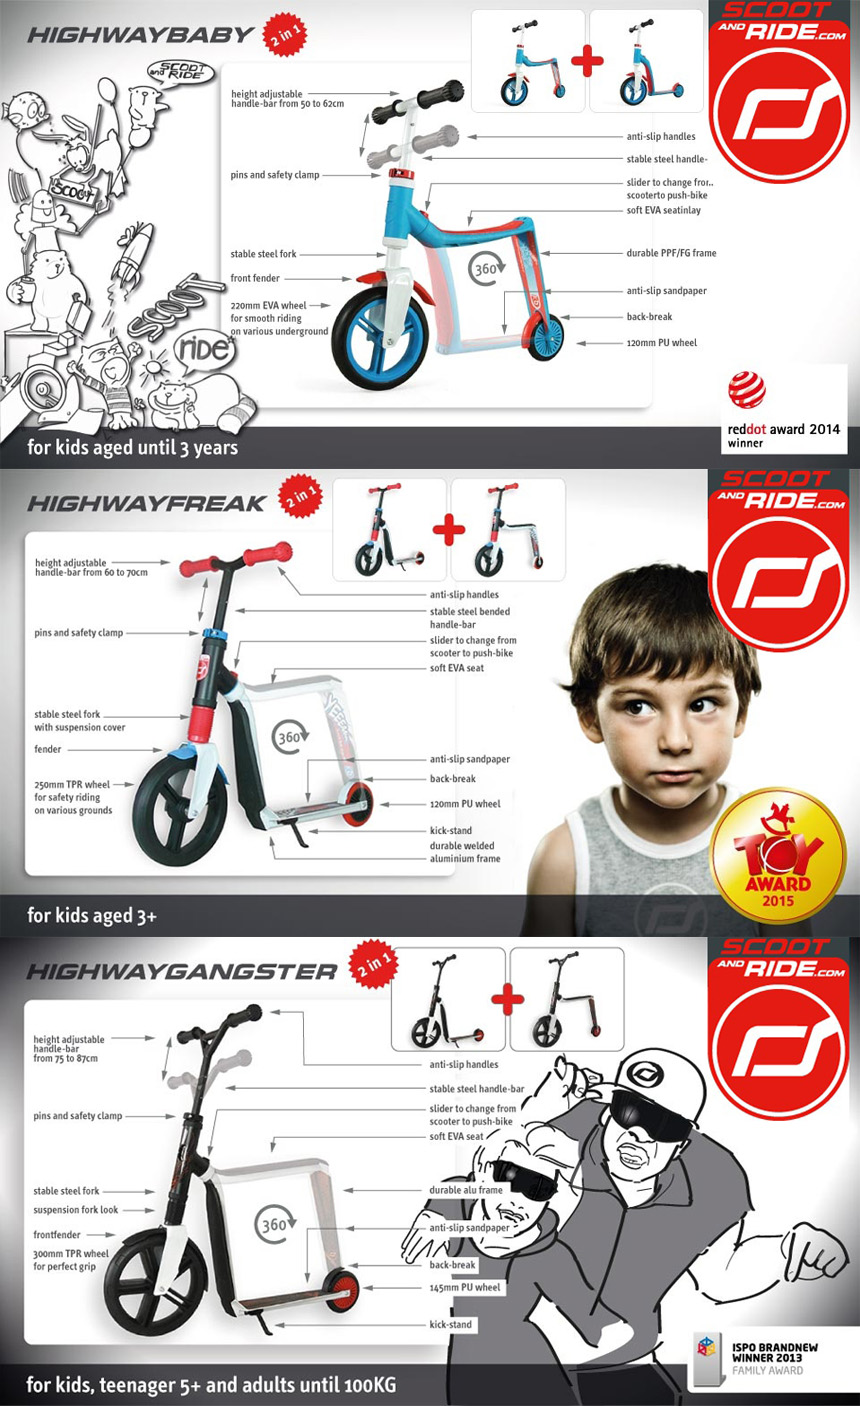 HIGHWAYBABY
2 in 1
SCOOT
AND RIDE.COM
SCOOT
and RIDE
SCOOT
SCOOT
ride
height adjustable
handle-bar from 50 to 62cm
pins and safety clamp
stable steel fork
front fender
220mm EVA wheel
for smooth riding
on various underground
anti-slip handles
stable steel handle-
slider to change fror..
scooterto push-bike
soft EVA seatinlay
durable PPF/FG frame
anti-slip sandpaper
back-break
120mm PU wheel
360°
reddot award 2014
winner
for kids aged until 3 years
HIGHWAYFREAK
2 in 1
SCOOT
AND RIDE.COM
height adjustable
handle-bar from 60 to 70cm
pins and safety clamp
stable steel fork
with suspension cover
fender
250mm TPR wheel
for safety riding
on various grounds
anti-slip handles
stable steel bended
handle-bar
slider to change from
scooter to push-bike
soft EVA seat
360°
anti-slip sandpaper
back-break
120mm PU wheel
kick-stand
durable welded
aluminium frame
TOY
AWARD
2015
for kids aged 3+
HIGHWAYGANGSTER
2 in 1
SCOOT
AND RIDE.COM
height adjustable
handle-bar
from 75 to 87cm
pins and safety clamp
stable steel fork
suspension fork look
frontfender
300mm TPR wheel
for perfect grip
anti-slip handles
stable steel handle-bar
slider to change from
scooter to push-bike
soft EVA seat
durable alu frame
360°
anti-slip sandpaper
back-break
145mm PU wheel
kick-stand
ISPO BRANDNEW
WINNER 2013
FAMILY AWARD
for kids, teenager 5+ and adults until 100KG